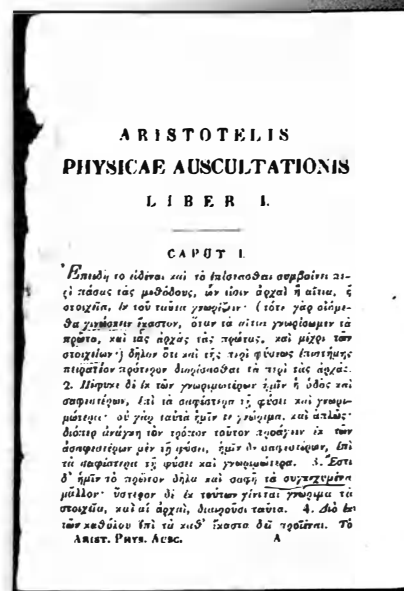 ARISTOTELIS
PHYSICAE AUSCULTATIONIS
LIBER I.
CAPUT I.
Ἐπειδὴ τὸ εἰδέναι καὶ τὸ ἐπίστασθαι συμβαίνει πε-
ρὶ πάσας τὰς μεθόδους, ὧν εἰσιν ἀρχαὶ ἢ αἴτια, ἢ
στοιχεῖα, ἐκ τοῦ ταῦτα γνωρίζειν· (τότε γὰρ οἰόμε-
θα γινώσκειν ἕκαστον, ὅταν τὰ αἴτια γνωρίσωμεν τὰ
πρῶτα, καὶ τὰς ἀρχὰς τὰς πρώτας, καὶ μέχρι τῶν
στοιχείων·) δῆλον ὅτι καὶ τῆς περὶ φύσεως ἐπιστήμης
πειρατέον πρότερον διορίσασθαι τὰ περὶ τὰς ἀρχάς.
2. Πέφυκε δὲ ἐκ τῶν γνωριμωτέρων ἡμῖν ἡ ὁδὸς καὶ
σαφεστέρων, ἐπὶ τὰ σαφέστερα τῇ φύσει καὶ γνωρι-
μώτερα· οὐ γὰρ ταὐτὰ ἡμῖν τε γνώριμα, καὶ ἁπλῶς·
διόπερ ἀνάγκη τὸν τρόπον τοῦτον προάγειν ἐκ τῶν
ἀσαφεστέρων μὲν τῇ φύσει, ἡμῖν δὲ σαφεστέρων, ἐπὶ
τὰ σαφέστερα τῇ φύσει καὶ γνωριμώτερα. 3. Ἔστι
δ' ἡμῖν τὸ πρῶτον δῆλα καὶ σαφῆ τὰ συγκεχυμένα
μᾶλλον· ὕστερον δὲ ἐκ τούτων γίνεται γνώριμα τὰ
στοιχεῖα, καὶ αἱ ἀρχαὶ, διαιροῦσι ταῦτα. 4. Διὸ ἐκ
τῶν καθόλου ἐπὶ τὰ καθ' ἕκαστα δεῖ προϊέναι. Τὸ
ARIST. PHYS. AUSC. A